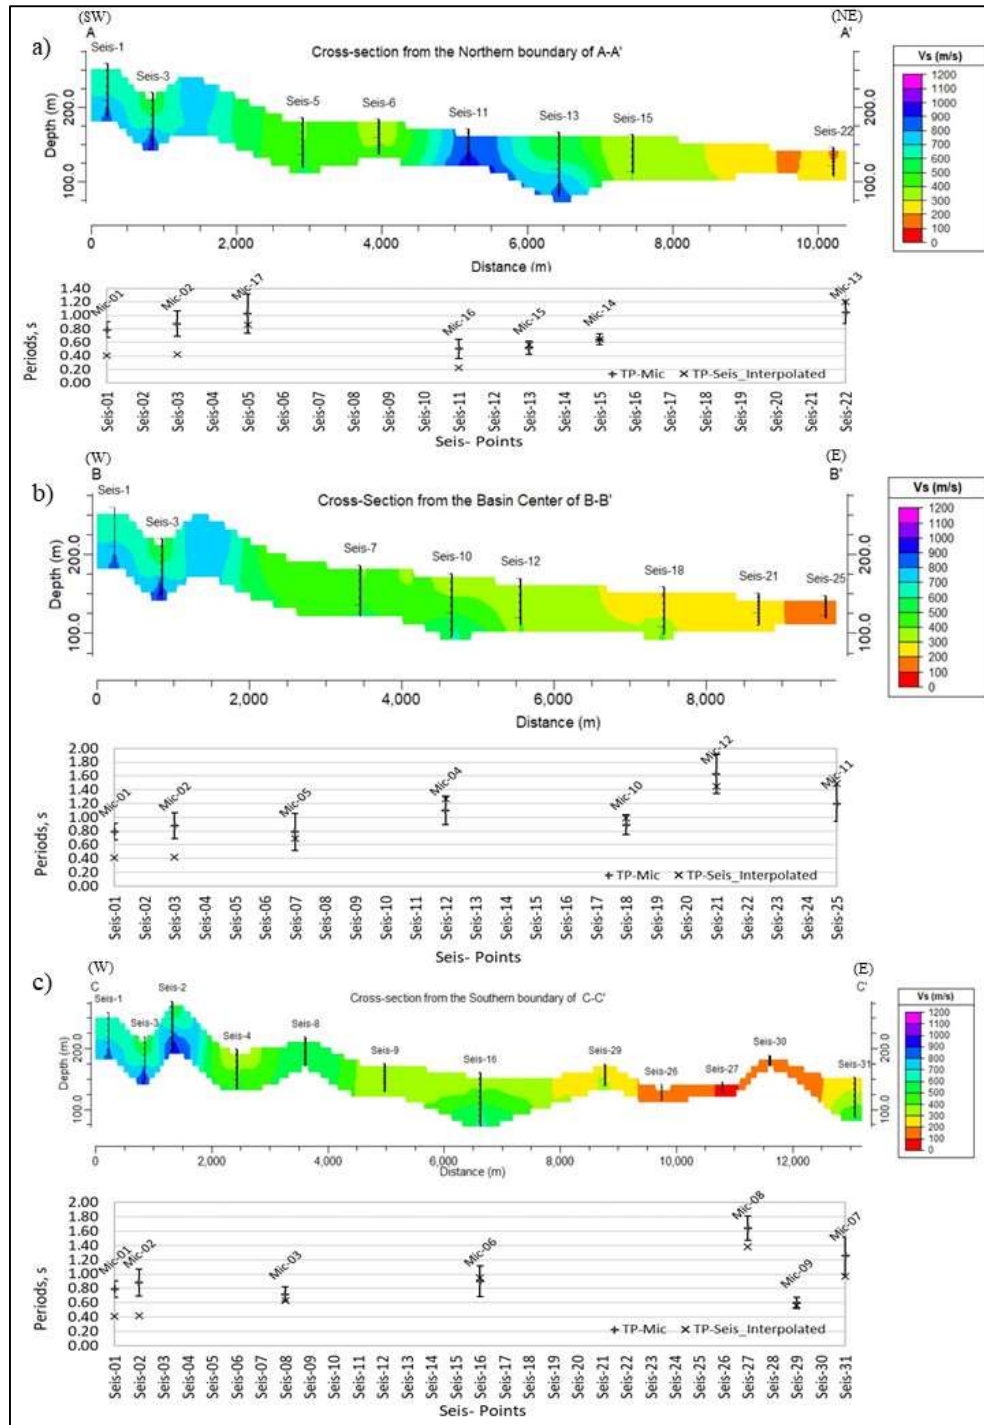 (SW)
A
a)
Seis-1
Seis-3
Cross-section from the Northern boundary of A-A'
Seis-5
Seis-6
Seis-11
Seis-13
Seis-15
Seis-22
(NE)
A'
Depth (m)
200.0
100.0
200.0
100.0
0
2,000
4,000
6,000
8,000
10,000
Distance (m)
Vs (m/s)
1200
1100
1000
900
800
700
600
500
400
300
200
100
0
Periods, s
1.40
1.20
1.00
0.80
0.60
0.40
0.20
0.00
Mic-01
Mic-02
Mic-17
Mic-16
Mic-15
Mic-14
Mic-13
TP-Mic
TP-Seis_Interpolated
Seis-01
Seis-02
Seis-03
Seis-04
Seis-05
Seis-06
Seis-07
Seis-08
Seis-09
Seis-10
Seis-11
Seis-12
Seis-13
Seis-14
Seis-15
Seis-16
Seis-17
Seis-18
Seis-19
Seis-20
Seis-21
Seis-22
Seis- Points
(W)
B
b)
Seis-1
Seis-3
Cross-Section from the Basin Center of B-B'
Seis-7
Seis-10
Seis-12
Seis-18
Seis-21
Seis-25
(E)
B'
Depth (m)
200.0
100.0
200.0
100.0
0
2,000
4,000
6,000
8,000
Distance (m)
Vs (m/s)
1200
1100
1000
900
800
700
600
500
400
300
200
100
0
Periods, s
2.00
1.80
1.60
1.40
1.20
1.00
0.80
0.60
0.40
0.20
0.00
Mic-01
Mic-02
Mic-05
Mic-04
Mic-10
Mic-12
Mic-11
TP-Mic
TP-Seis_Interpolated
Seis-01
Seis-02
Seis-03
Seis-04
Seis-05
Seis-06
Seis-07
Seis-08
Seis-09
Seis-10
Seis-11
Seis-12
Seis-13
Seis-14
Seis-15
Seis-16
Seis-17
Seis-18
Seis-19
Seis-20
Seis-21
Seis-22
Seis-23
Seis-24
Seis-25
Seis- Points
(W)
C
c)
Seis-1
Seis-3
Seis-2
Seis-4
Seis-8
Cross-section from the Southern boundary of C-C'
Seis-9
Seis-16
Seis-29
Seis-26
Seis-27
Seis-30
Seis-31
(E)
C'
Depth (m)
200.0
100.0
200.0
100.0
0
2,000
4,000
6,000
8,000
10,000
12,000
Distance (m)
Vs (m/s)
1200
1100
1000
900
800
700
600
500
400
300
200
100
0
Periods, s
2.00
1.80
1.60
1.40
1.20
1.00
0.80
0.60
0.40
0.20
0.00
Mic-01
Mic-02
Mic-03
Mic-06
Mic-08
Mic-09
Mic-07
TP-Mic
TP-Seis_Interpolated
Seis-01
Seis-02
Seis-03
Seis-04
Seis-06
Seis-07
Seis-08
Seis-09
Seis-10
Seis-11
Seis-12
Seis-13
Seis-14
Seis-15
Seis-16
Seis-17
Seis-18
Seis-19
Seis-20
Seis-21
Seis-24
Seis-22
Seis-23
Seis-25
Seis-26
Seis-27
Seis-28
Seis-29
Seis-30
Seis-31
Seis- Points